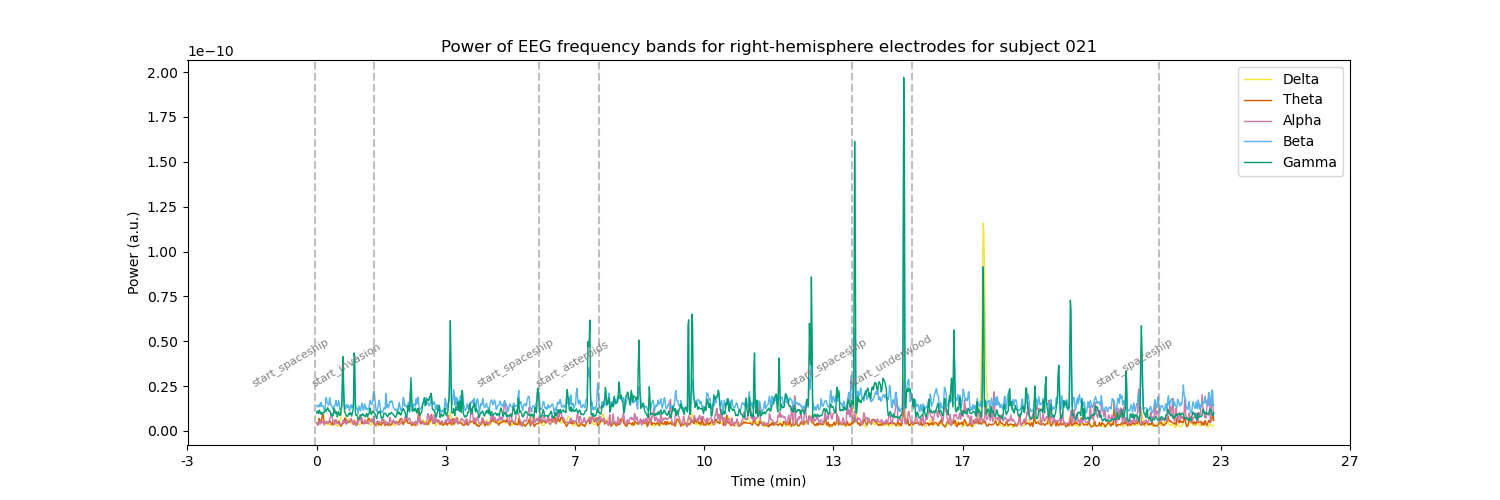 Power of EEG frequency bands for right-hemisphere electrodes for subject 021
1e−10
2.00
1.75
1.50
1.25
1.00
0.75
0.50
0.25
0.00
Power (a.u.)
Delta
Theta
Alpha
Beta
Gamma
start_spaceship
start_invasion
start_spaceship
start_asteroids
start_spaceship
start_underwood
start_spaceship
-3 0 3 7 10 13 17 20 23 27
Time (min)